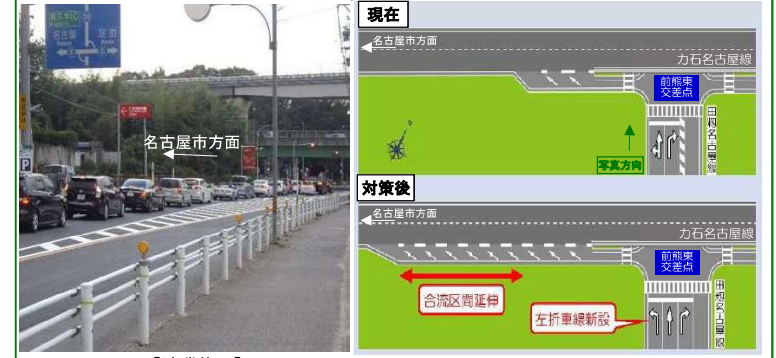 名古屋
足助
名古屋市方面
P
現在
名古屋市方面
力石名古屋線
前熊東
交差点
田籾名古屋線
写真方向
対策後
名古屋市方面
力石名古屋線
前熊東
交差点
田籾名古屋線
合流区間延伸
左折車線新設